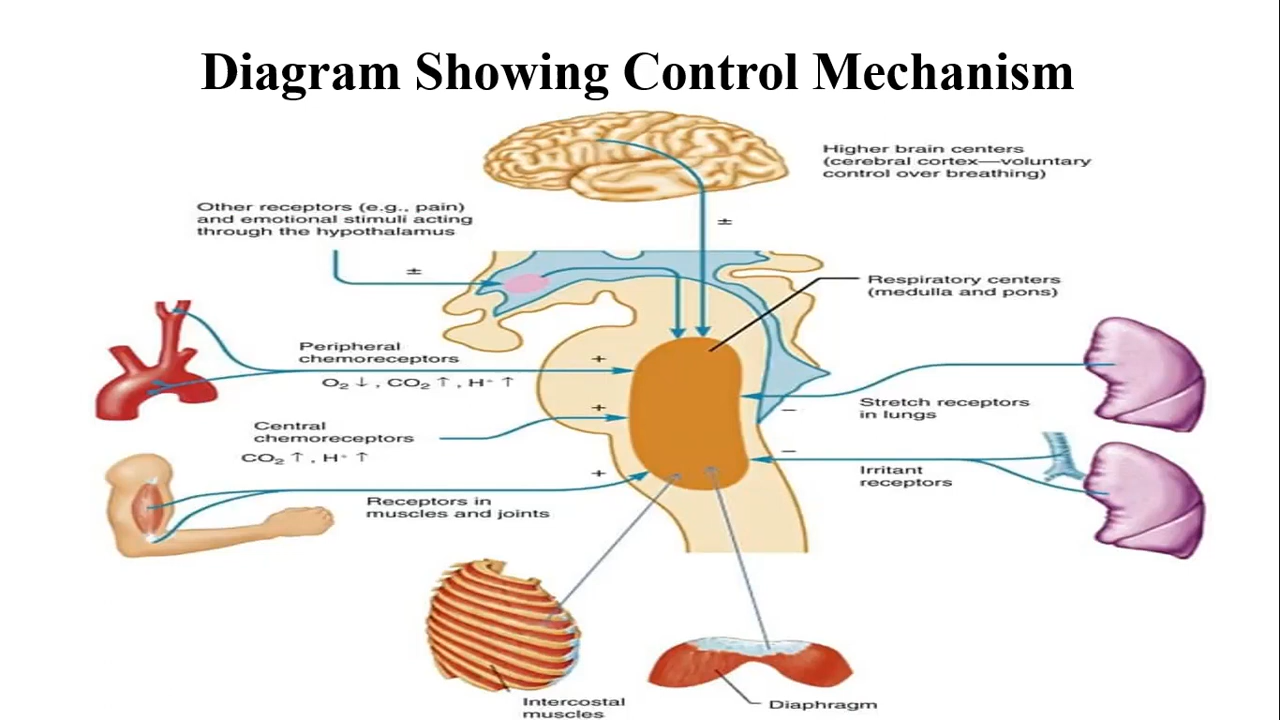 Diagram Showing Control Mechanism
Higher brain centers
(cerebral cortex—voluntary
control over breathing)
Other receptors (e.g., pain)
and emotional stimuli acting
through the hypothalamus
±
±
Respiratory centers
(medulla and pons)
Peripheral
chemoreceptors
+
O₂ ↓ , CO₂ ↑ , H⁺ ↑
Stretch receptors
in lungs
–
Central
chemoreceptors
+
CO₂ ↑ , H⁺ ↑
–
Irritant
receptors
+
Receptors in
muscles and joints
Intercostal
muscles
Diaphragm